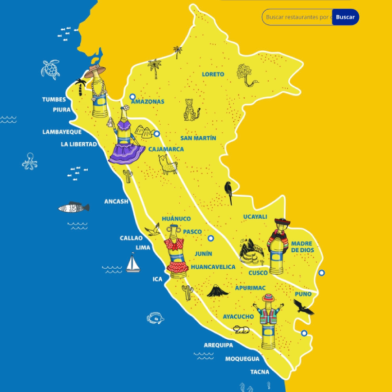 Buscar restaurantes por
Buscar
LORETO
TUMBES
PIURA
AMAZONAS
LAMBAYEQUE
SAN MARTÍN
LA LIBERTAD
CAJAMARCA
ANCASH
HUÁNUCO
UCAYALI
PASCO
CALLAO
MADRE
DE DIÓN
LIMA
JUNÍN
HUANCAVELICA
CUSCO
ICA
APURIMAC
PUNO
AYACUCHO
AREQUIPA
MOQUEGUA
TACNA